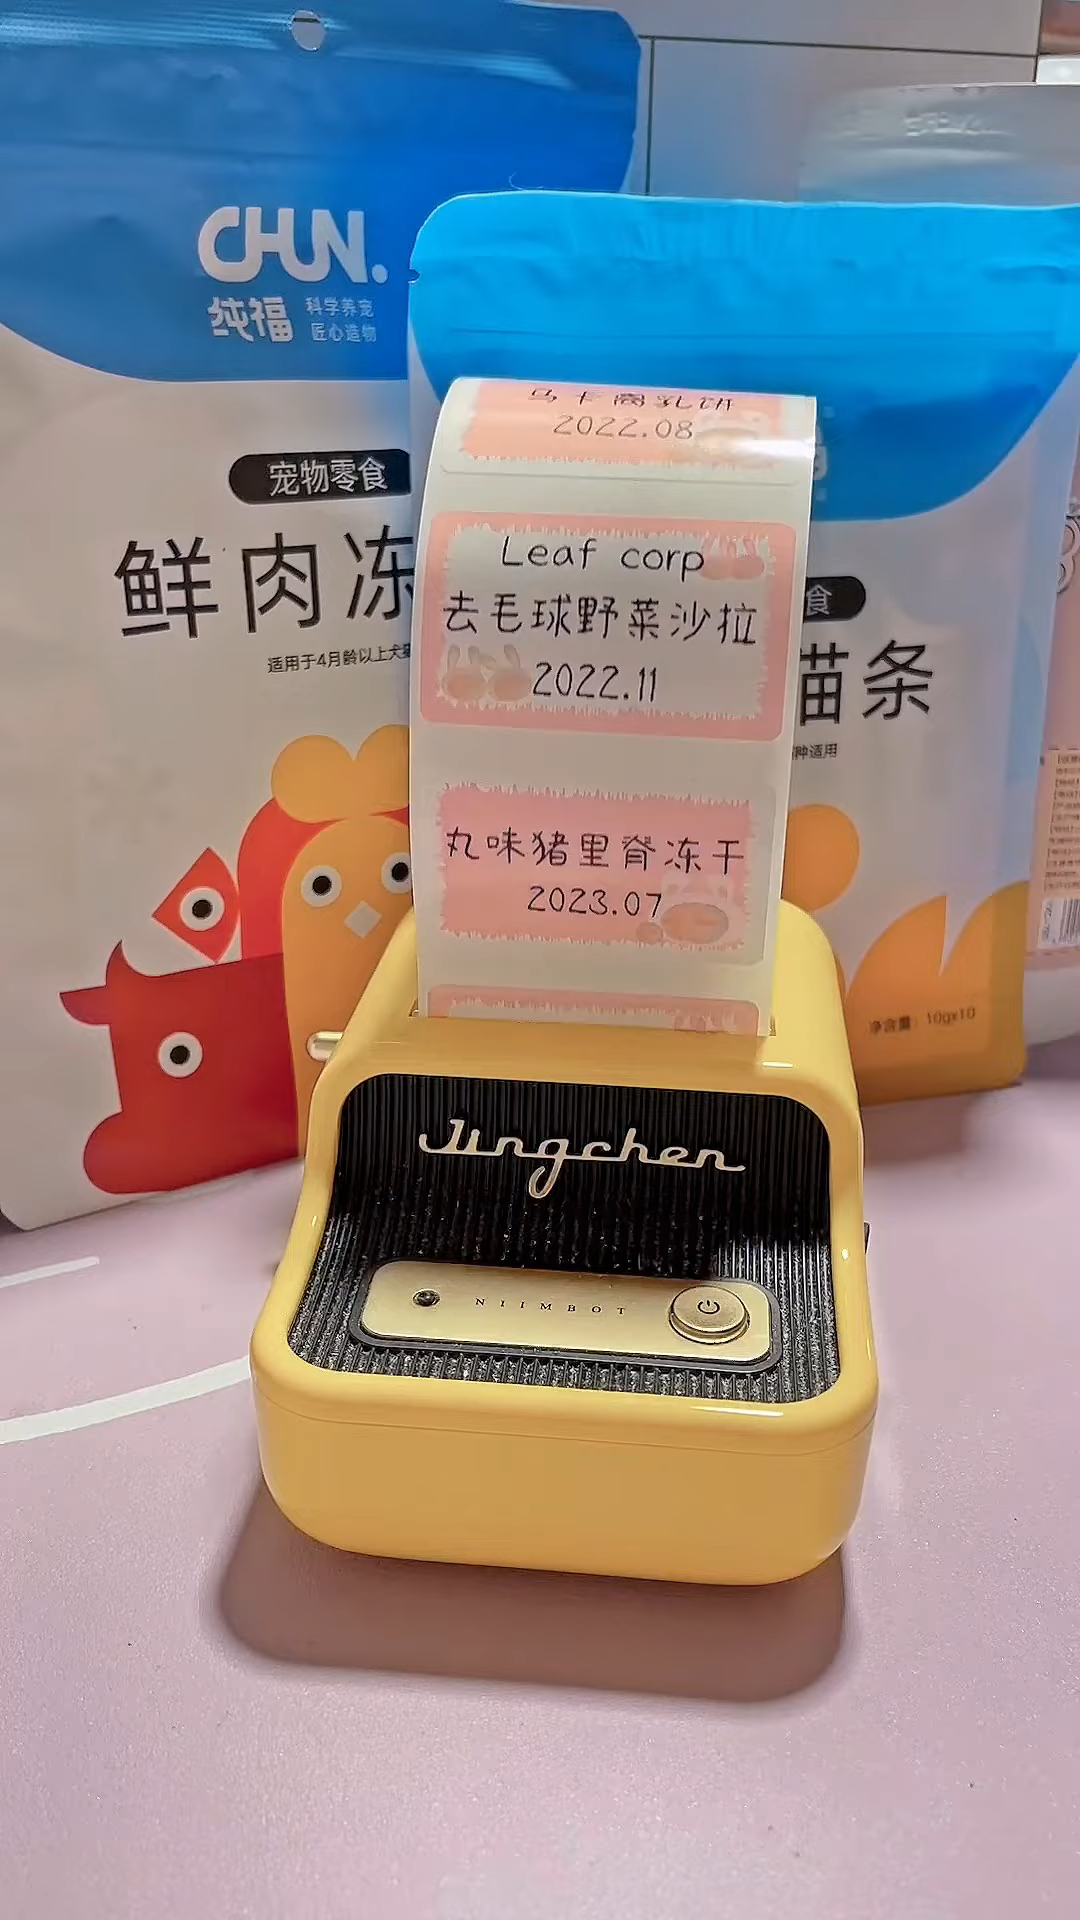 CHUN.
纯福
科学养宠
匠心造物
宠物零食
鲜肉冻
适用于4月龄以上犬
2022.08
Leaf corp
去毛球野菜沙拉
2022.11
丸味猪里脊冻干
2023.07
食
猫条
种适用
净含量: 10gx10
Jingchen
NIIMBOT